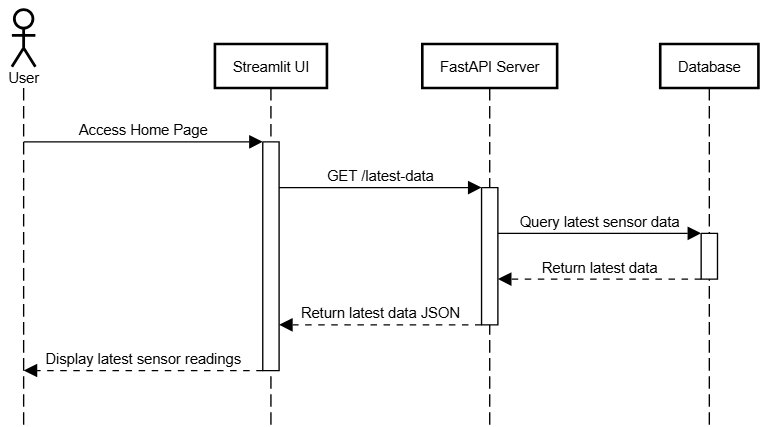 User
Streamlit UI
FastAPI Server
Database
Access Home Page
GET /latest-data
Query latest sensor data
Return latest data
Return latest data JSON
Display latest sensor readings